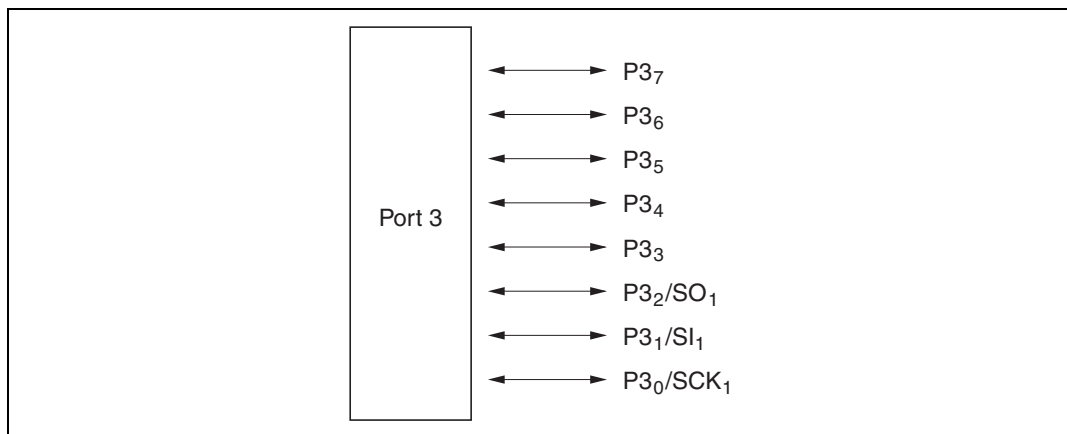 P3₇
P3₆
P3₅
P3₄
Port 3
P3₃
P3₂/SO₁
P3₁/SI₁
P3₀/SCK₁